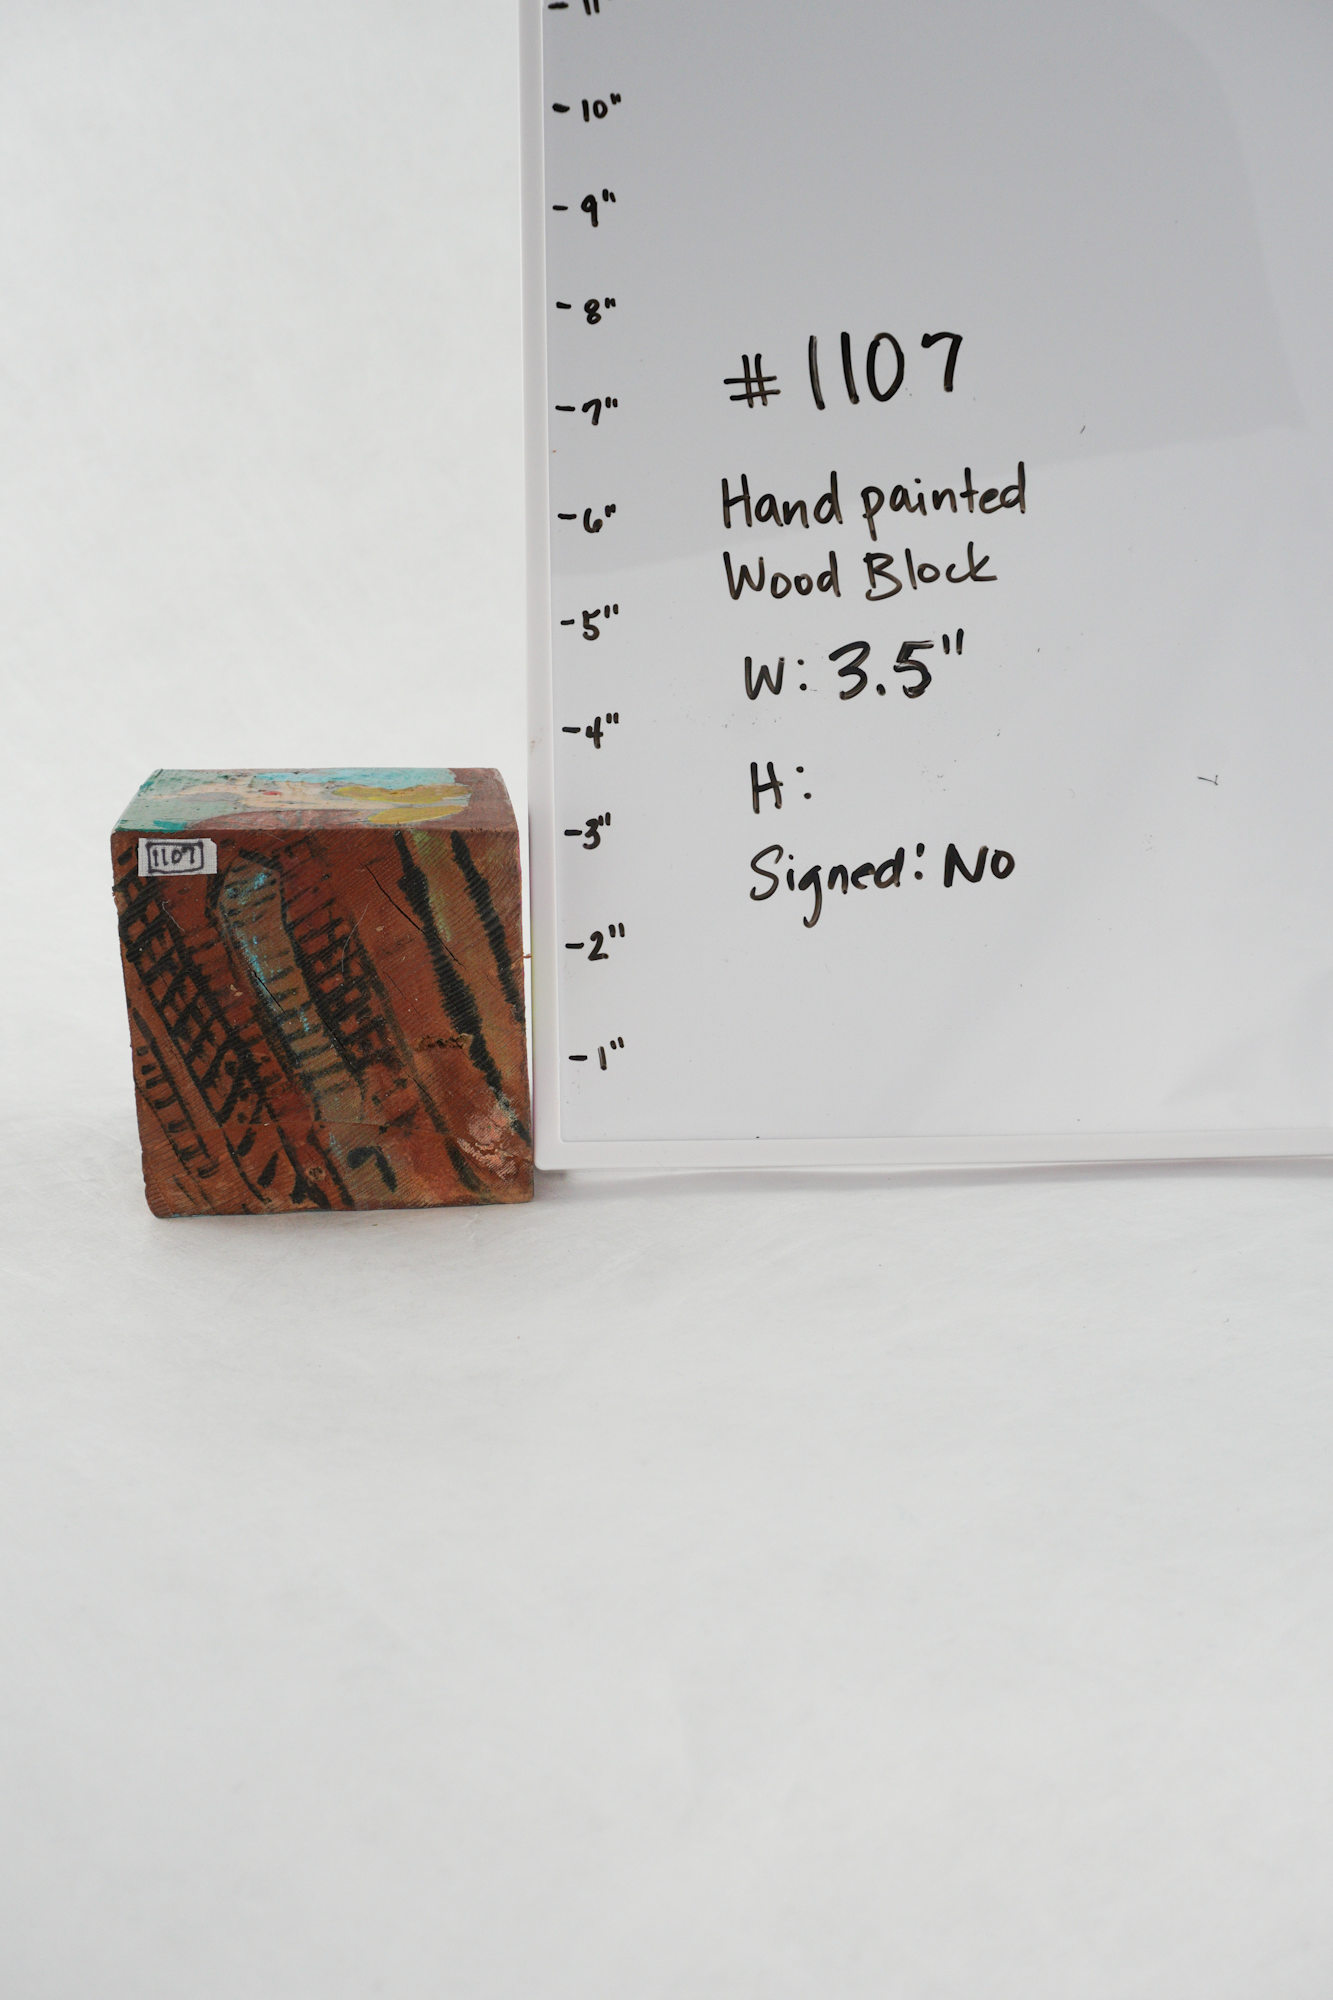 11"
-10"
-9"
-8"
-7"
-6"
-5"
-4"
-3"
-2"
-1"
#1107
Hand painted
Wood Block
W: 3.5"
H:
Signed: No
1107